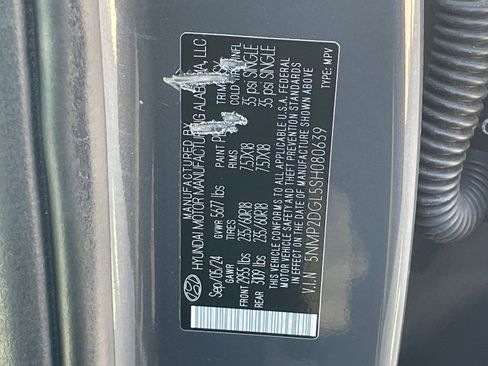 MANUFACTURED BY
HYUNDAI MOTOR MANUFACTURING ALABAMA, LLC
Sep/05/24 GVWR 5677 lbs PAINT TRIM
GAWR TIRES RIMS COLD TIRE INFL
FRONT 2955 lbs 235/60R18 7.5JX18 35 psi SINGLE
REAR 3109 lbs 235/60R18 7.5JX18 35 psi SINGLE
THIS VEHICLE CONFORMS TO ALL APPLICABLE U.S.A. FEDERAL
MOTOR VEHICLE SAFETY, BUMPER, AND THEFT PREVENTION STANDARDS
IN EFFECT ON THE DATE OF MANUFACTURE SHOWN ABOVE
V.I.N 5NMP2DGL5SH080639 TYPE: MPV